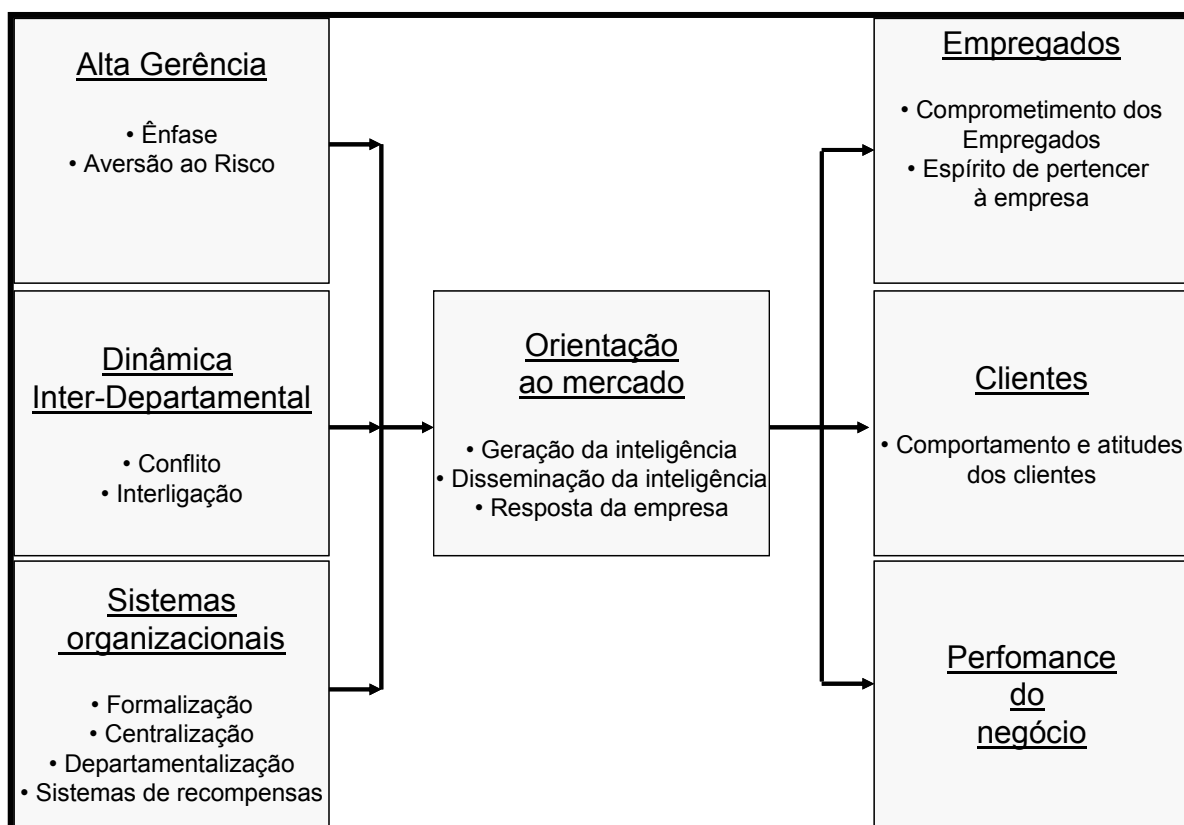 Alta Gerência
• Ênfase
• Aversão ao Risco
Dinâmica
Inter-Departamental
• Conflito
• Interligação
Sistemas
organizacionais
• Formalização
• Centralização
• Departamentalização
• Sistemas de recompensas
Orientação
ao mercado
• Geração da inteligência
• Disseminação da inteligência
• Resposta da empresa
Empregados
• Comprometimento dos
Empregados
• Espírito de pertencer
à empresa
Clientes
• Comportamento e atitudes
dos clientes
Perfomance
do
negócio